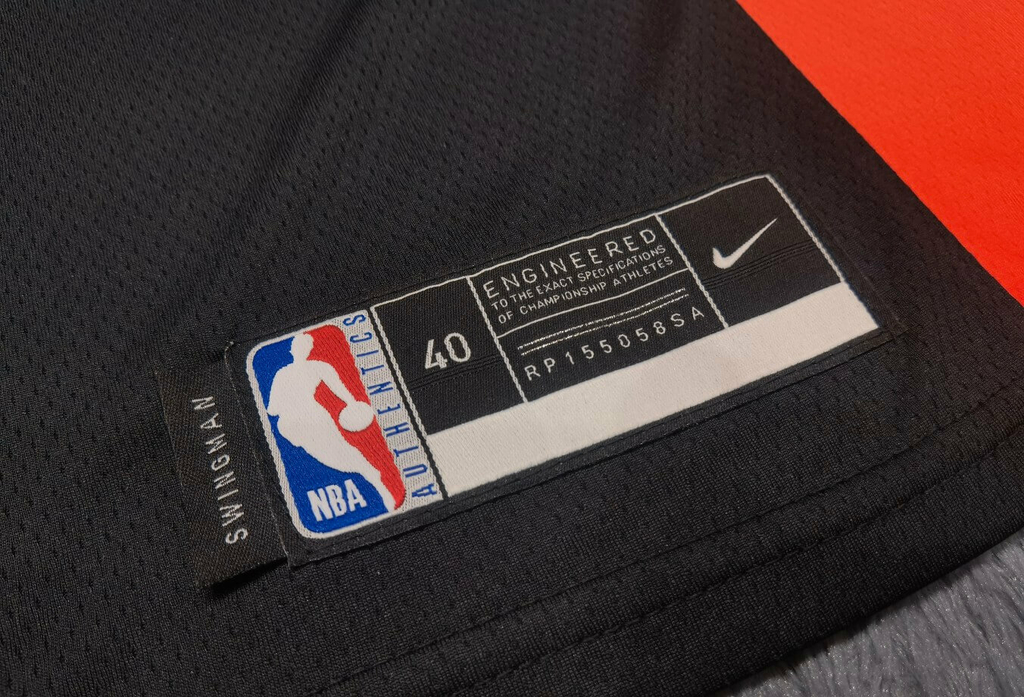 SWINGMAN
NBA
AUTHENTICS
40
ENGINEERED
TO THE EXACT SPECIFICATIONS
OF CHAMPIONSHIP ATHLETES
RP155058SA